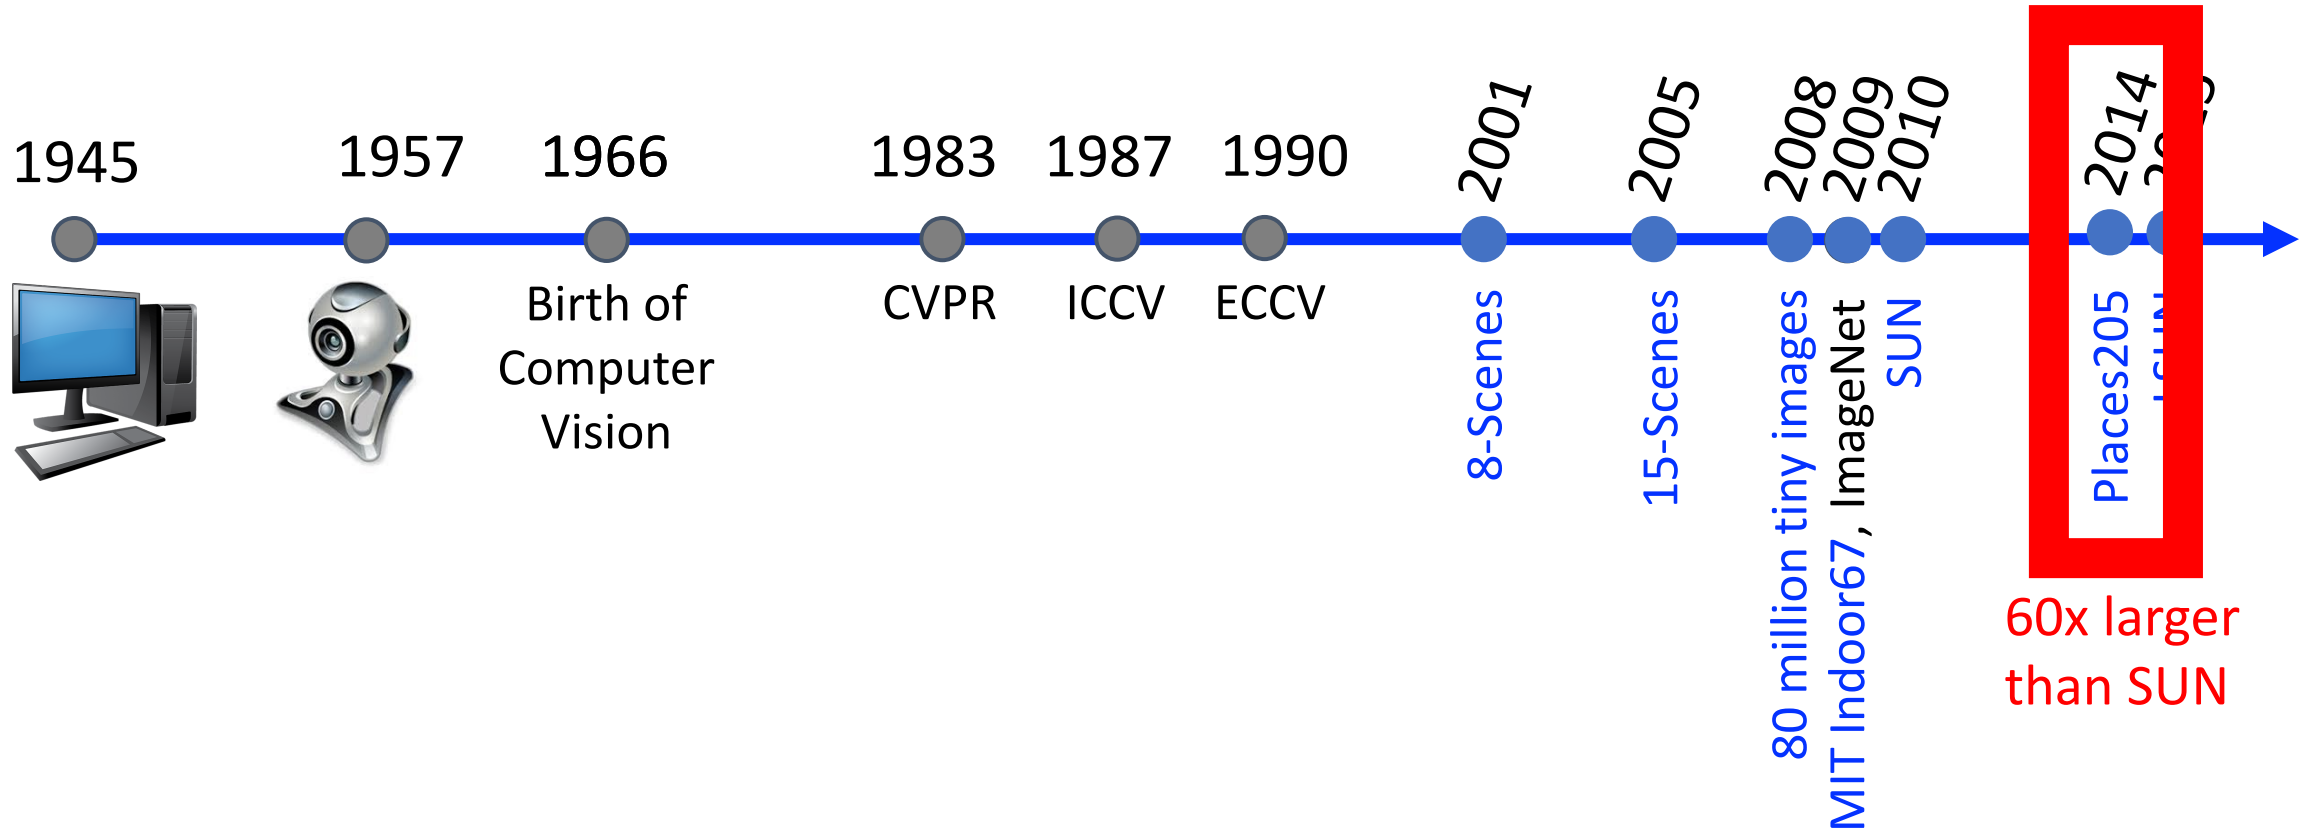 1945
1957
1966
1983
1987
1990
2001
2005
2008
2009
2010
2014
Birth of
Computer
Vision
CVPR
ICCV
ECCV
8-Scenes
15-Scenes
80 million tiny images
MIT Indoor67, ImageNet
SUN
Places205
60x larger
than SUN